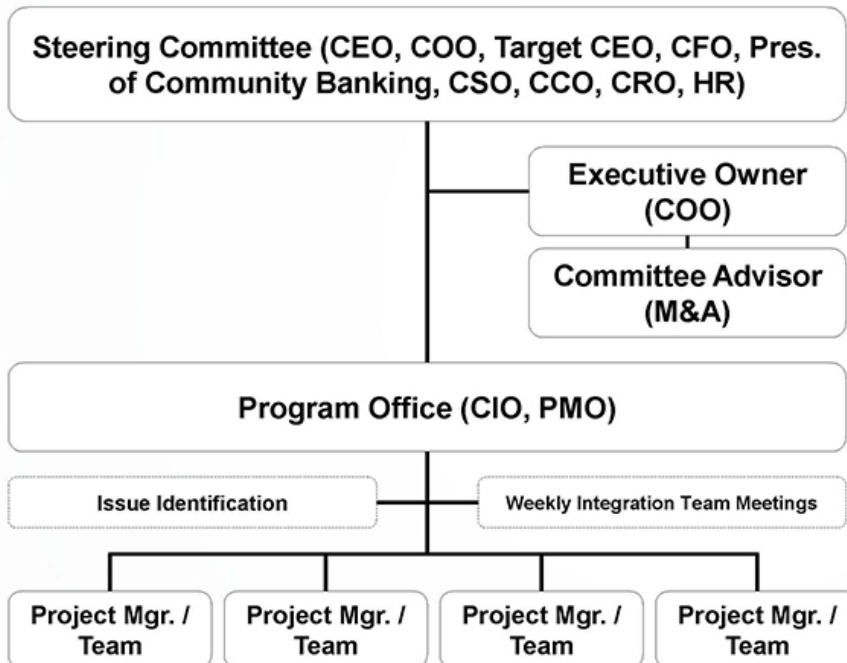 Steering Committee (CEO, COO, Target CEO, CFO, Pres.
of Community Banking, CSO, CCO, CRO, HR)
Executive Owner
(COO)
Committee Advisor
(M&A)
Program Office (CIO, PMO)
Issue Identification
Weekly Integration Team Meetings
Project Mgr. /
Team
Project Mgr. /
Team
Project Mgr. /
Team
Project Mgr. /
Team